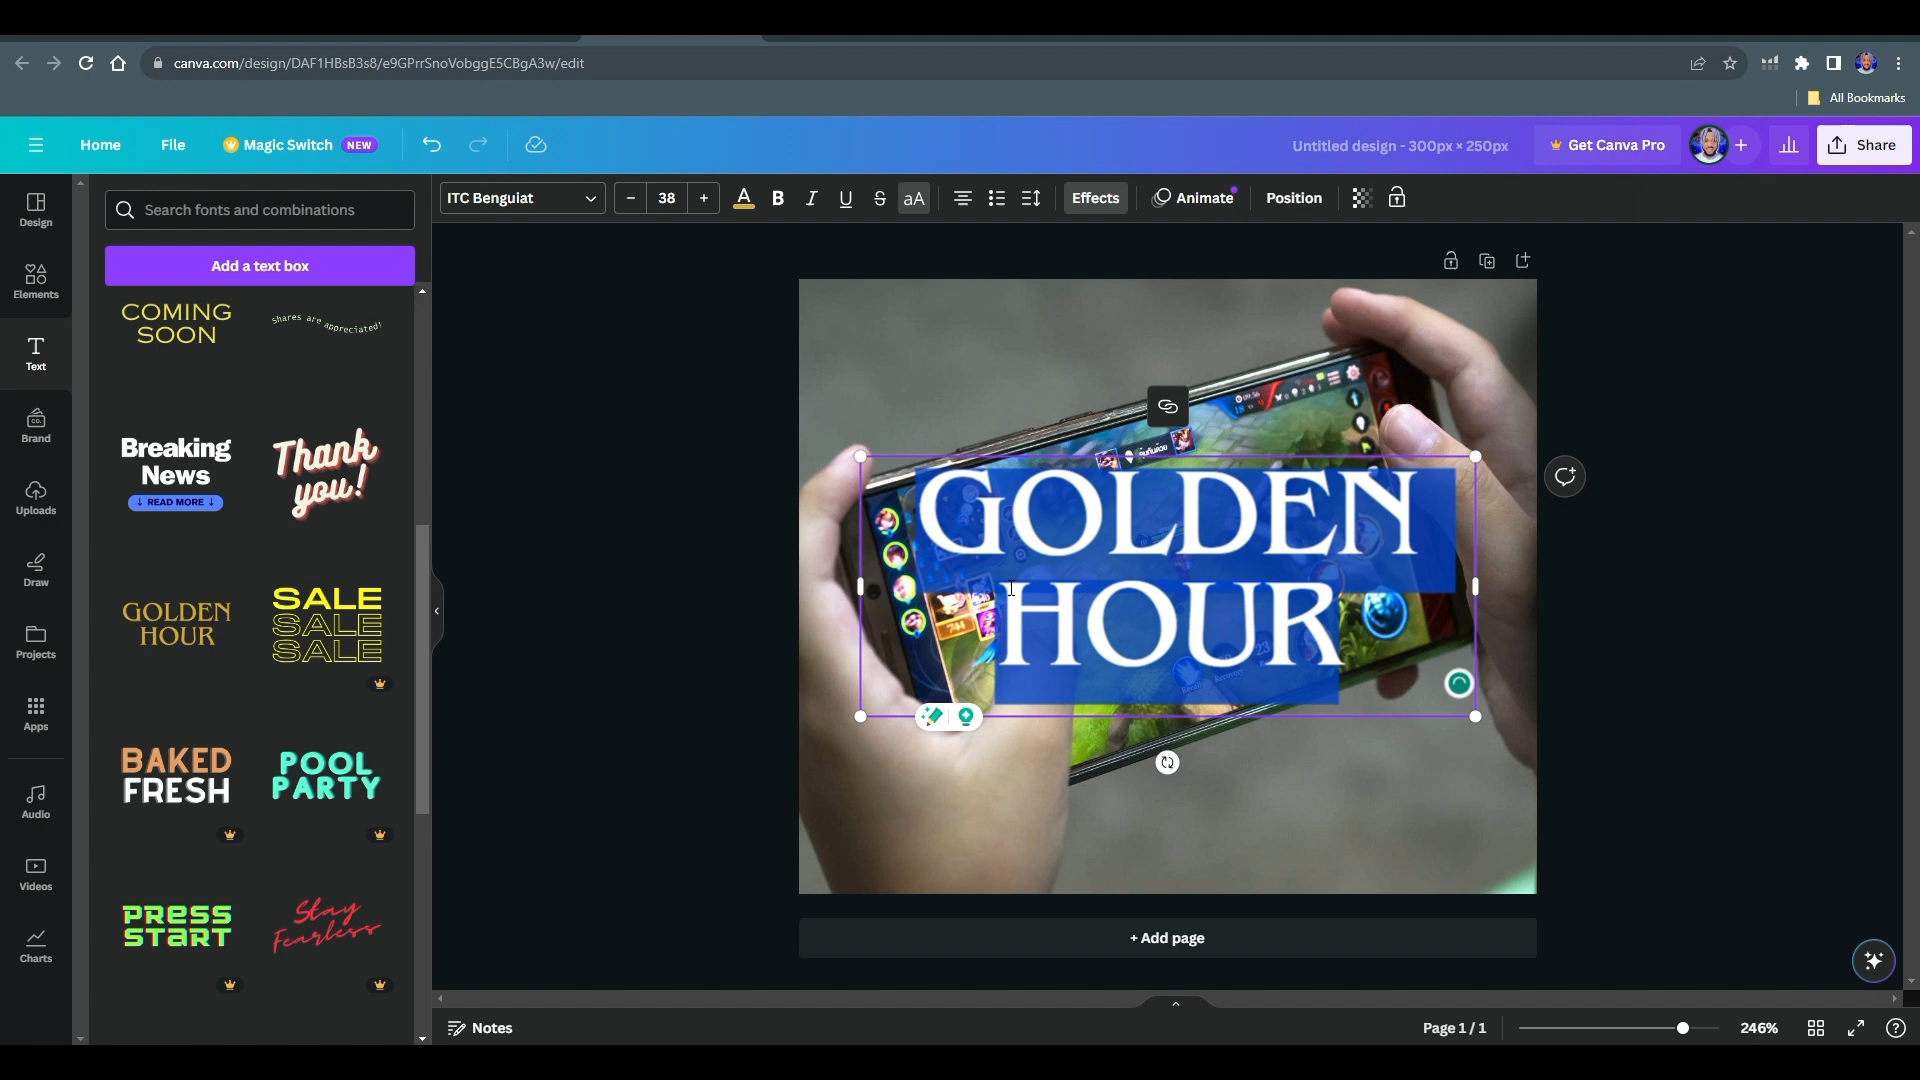 canva.com/design/DAF1HBsB3s8/e9GPrrSnoVobggE5CBgA3w/edit
All Bookmarks
Home
File
Magic Switch
NEW
Untitled design - 300px × 250px
Get Canva Pro
Share
ITC Benguiat
38
A
B
I
U
S
aA
Effects
Animate
Position
Design
Elements
Text
Brand
Uploads
Draw
Projects
Apps
Audio
Videos
Charts
Search fonts and combinations
Add a text box
COMING
SOON
shares are appreciated!
Breaking
News
↓ READ MORE ↓
Thank
you!
GOLDEN
HOUR
SALE
SALE
SALE
BAKED
FRESH
POOL
PARTY
PRESS
START
Stay
Fearless
GOLDEN
HOUR
+ Add page
Notes
Page 1 / 1
246%